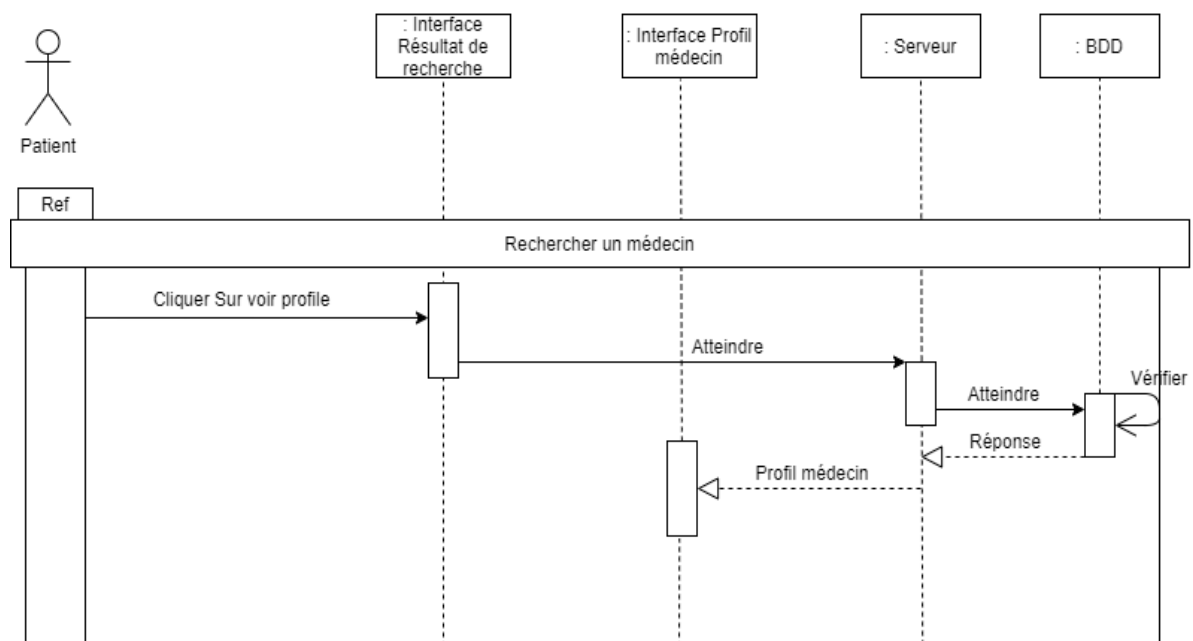 : Interface
Résultat de
recherche
: Interface Profil
médecin
: Serveur
: BDD
Patient
Ref
Rechercher un médecin
Cliquer Sur voir profile
Atteindre
Vérifier
Atteindre
Réponse
Profil médecin